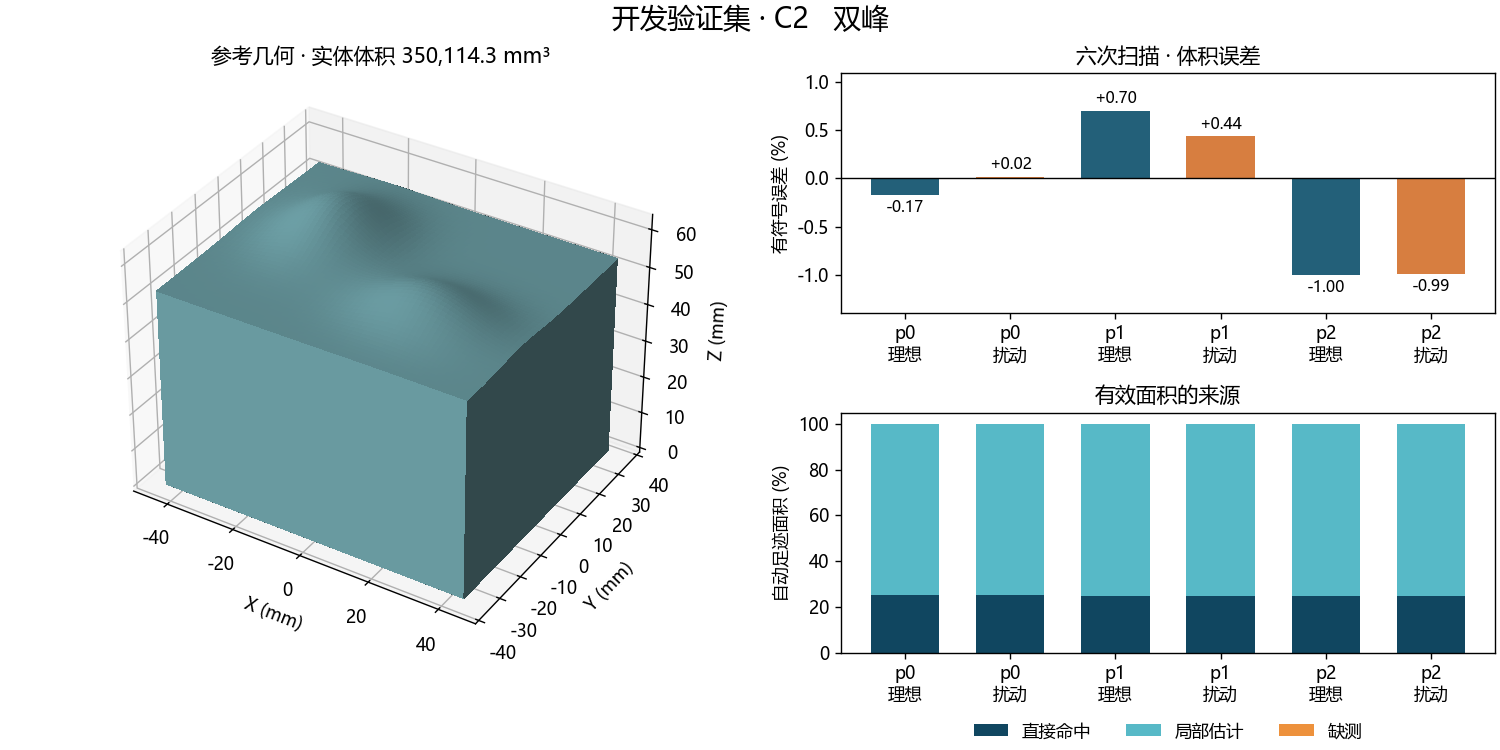 开发验证集 · C2 双峰
参考几何 · 实体体积 350,114.3 mm³
60
50
40
30
20
10
0
Z (mm)
-40
-20
0
20
40
X (mm)
40
30
20
10
0
-10
-20
-30
-40
Y (mm)
六次扫描 · 体积误差
有符号误差 (%)
1.0
0.5
0.0
-0.5
-1.0
-0.17
+0.02
+0.70
+0.44
-1.00
-0.99
p0 p0 p1 p1 p2 p2
理想 扰动 理想 扰动 理想 扰动
有效面积的来源
自动足迹面积 (%)
100
80
60
40
20
0
p0 p0 p1 p1 p2 p2
理想 扰动 理想 扰动 理想 扰动
直接命中 局部估计 缺测